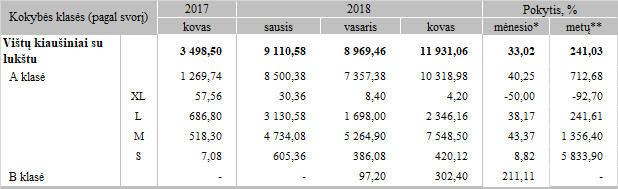 Kokybės klasės (pagal svorį) 2017 2018 Pokytis, %
kovas sausis vasaris kovas mėnesio* metų**
Vištų kiaušiniai su lukštu 3 498,50 9 110,58 8 969,46 11 931,06 33,02 241,03
A klasė 1 269,74 8 500,38 7 357,38 10 318,98 40,25 712,68
XL 57,56 30,36 8,40 4,20 -50,00 -92,70
L 686,80 3 130,58 1 698,00 2 346,16 38,17 241,61
M 518,30 4 734,08 5 264,90 7 548,50 43,37 1 356,40
S 7,08 605,36 386,08 420,12 8,82 5 833,90
B klasė - - 97,20 302,40 211,11 -